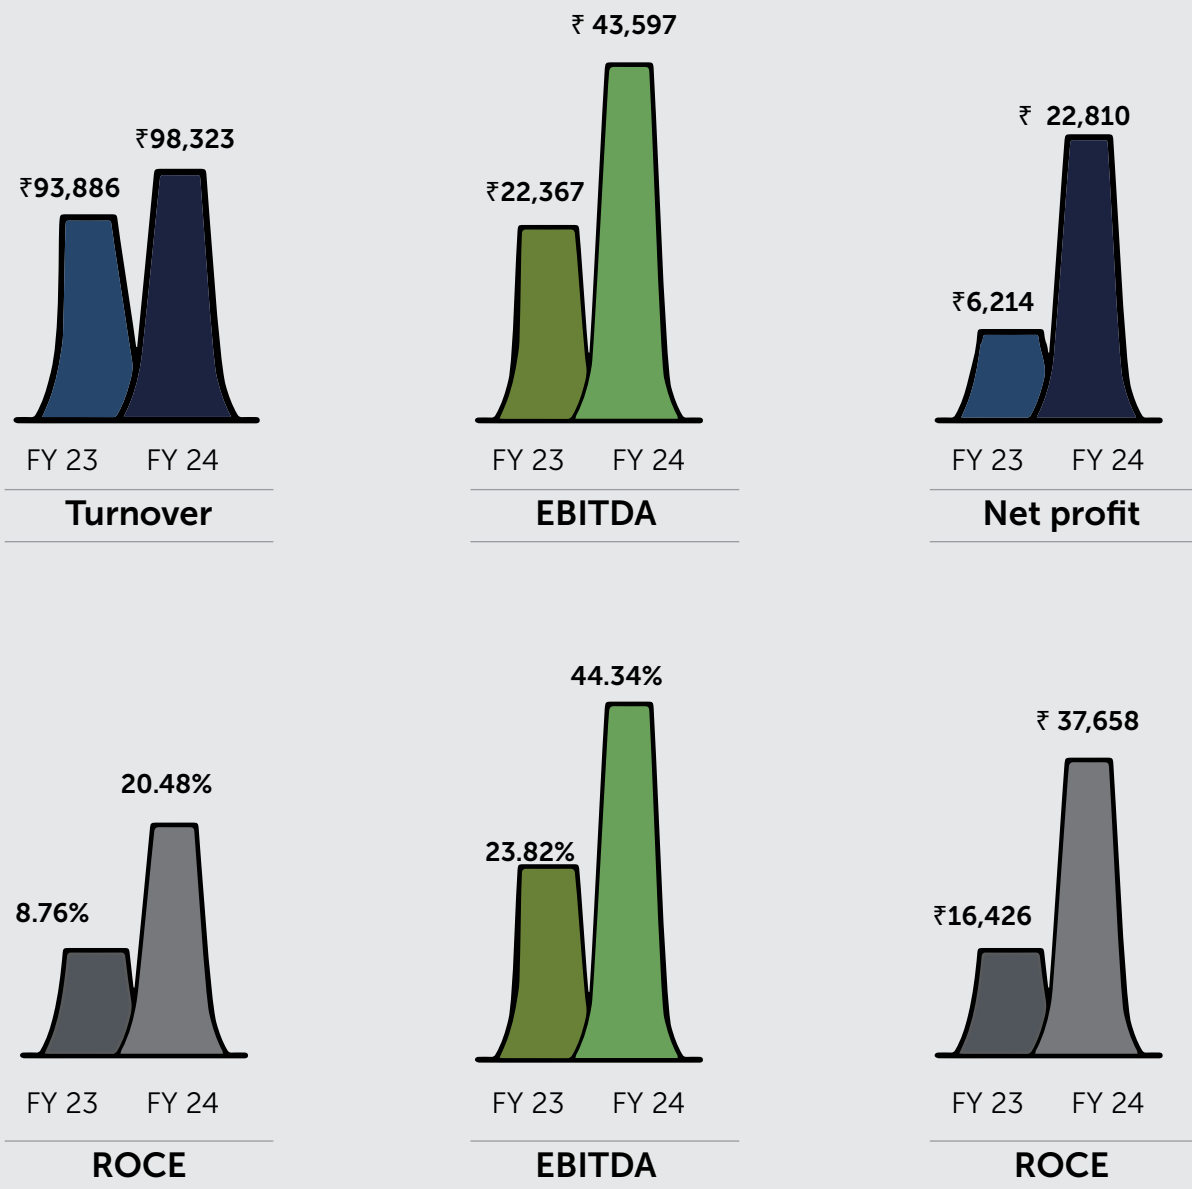 ₹93,886
₹98,323
FY 23
FY 24
Turnover
₹22,367
₹ 43,597
FY 23
FY 24
EBITDA
₹6,214
₹ 22,810
FY 23
FY 24
Net profit
8.76%
20.48%
FY 23
FY 24
ROCE
23.82%
44.34%
FY 23
FY 24
EBITDA
₹16,426
₹ 37,658
FY 23
FY 24
ROCE